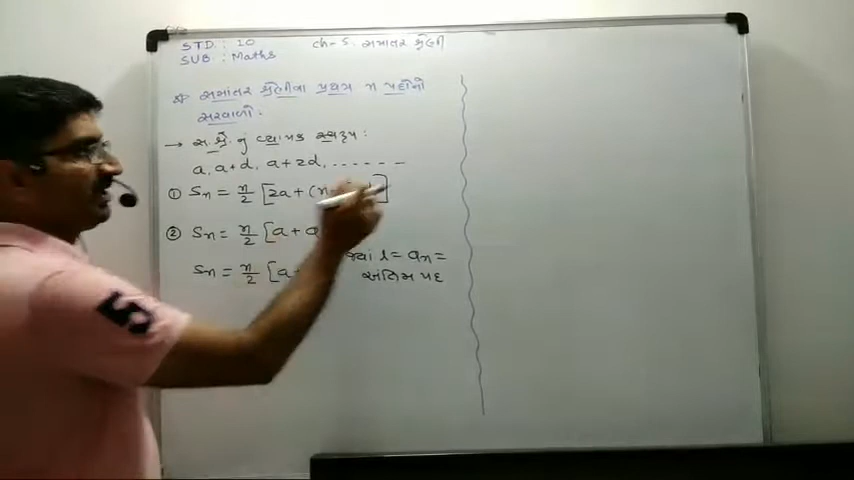 STD. : 10 ch-5. સમાંતર શ્રેણી
SUB. : Maths
સમાંતર શ્રેણીના પ્રથમ n પદોનો
સરવાળો :
→ સ.શ્રે. નું વ્યાપક સ્વરૂપ :
a, a+d, a+2d, ------
① Sn = n/2 [2a+(n
② Sn = n/2 [a+a
જ્યાં l = an =
Sn = n/2 [a+ અંતિમ પદ
5